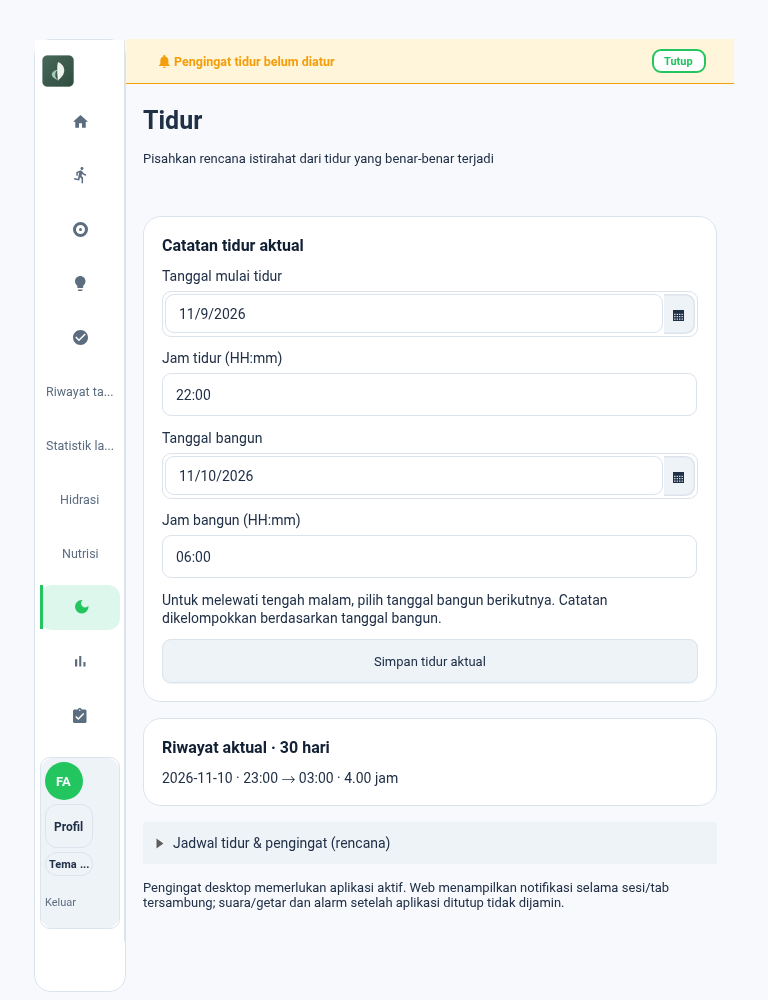 Pengingat tidur belum diatur
Tutup
Tidur
Pisahkan rencana istirahat dari tidur yang benar-benar terjadi
Riwayat ta...
Statistik la...
Hidrasi
Nutrisi
FA
Profil
Tema ...
Keluar
Catatan tidur aktual
Tanggal mulai tidur
11/9/2026
Jam tidur (HH:mm)
22:00
Tanggal bangun
11/10/2026
Jam bangun (HH:mm)
06:00
Untuk melewati tengah malam, pilih tanggal bangun berikutnya. Catatan
dikelompokkan berdasarkan tanggal bangun.
Simpan tidur aktual
Riwayat aktual · 30 hari
2026-11-10 · 23:00 → 03:00 · 4.00 jam
Jadwal tidur & pengingat (rencana)
Pengingat desktop memerlukan aplikasi aktif. Web menampilkan notifikasi selama sesi/tab
tersambung; suara/getar dan alarm setelah aplikasi ditutup tidak dijamin.